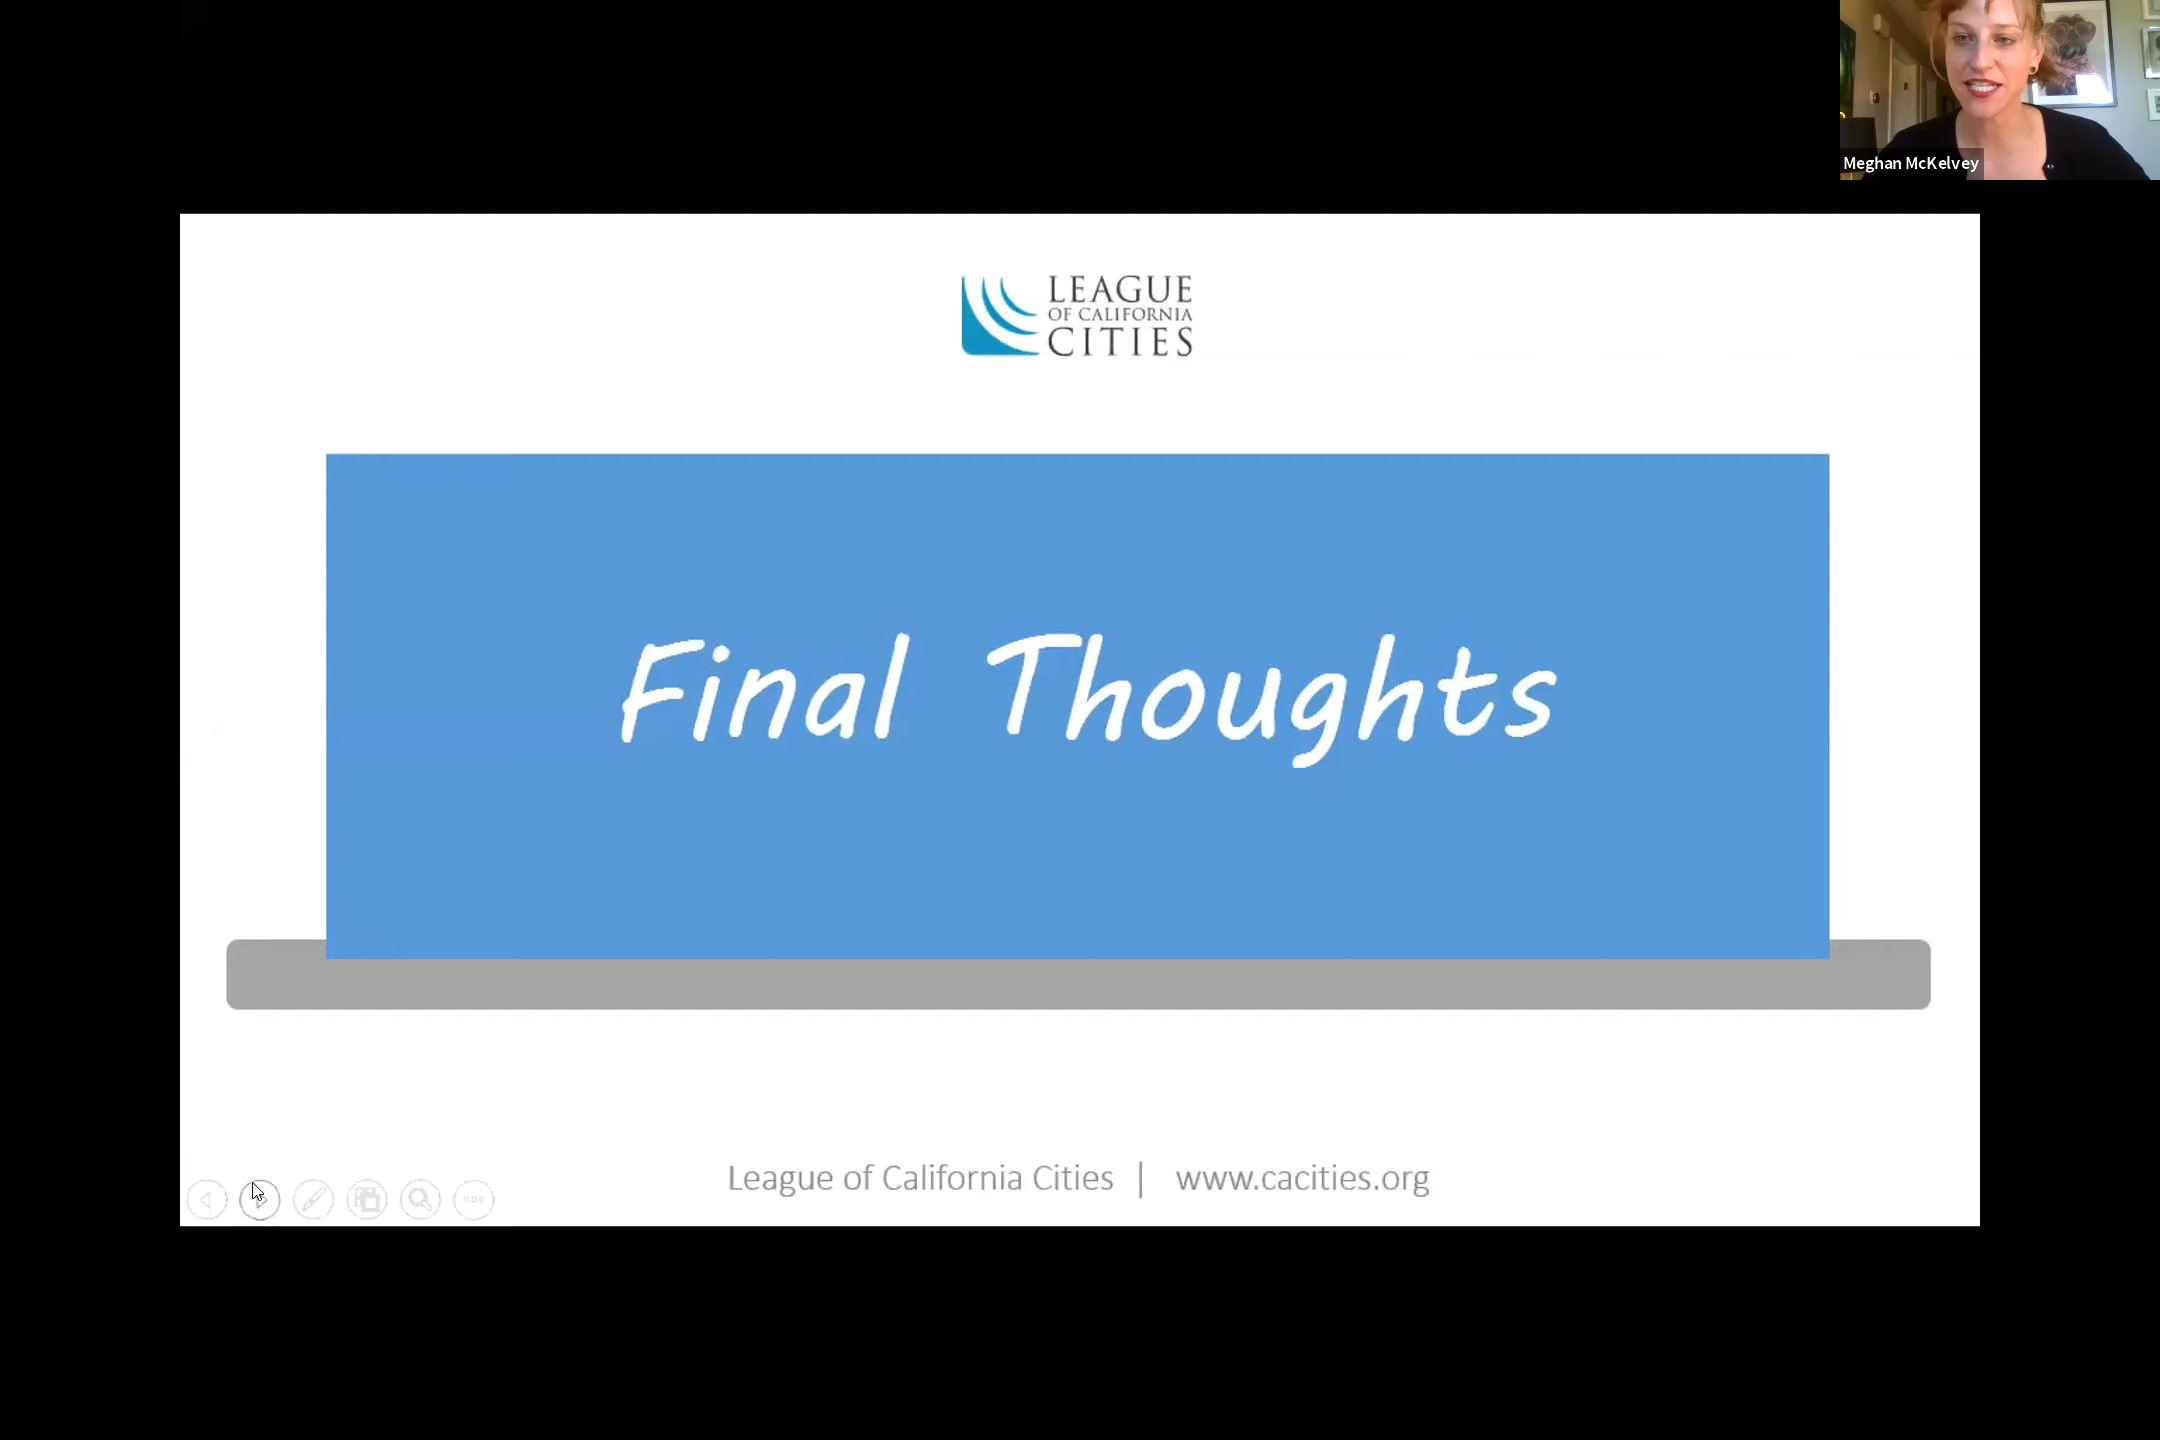 Meghan McKelvey
LEAGUE
OF CALIFORNIA
CITIES
Final Thoughts
League of California Cities | www.cacities.org